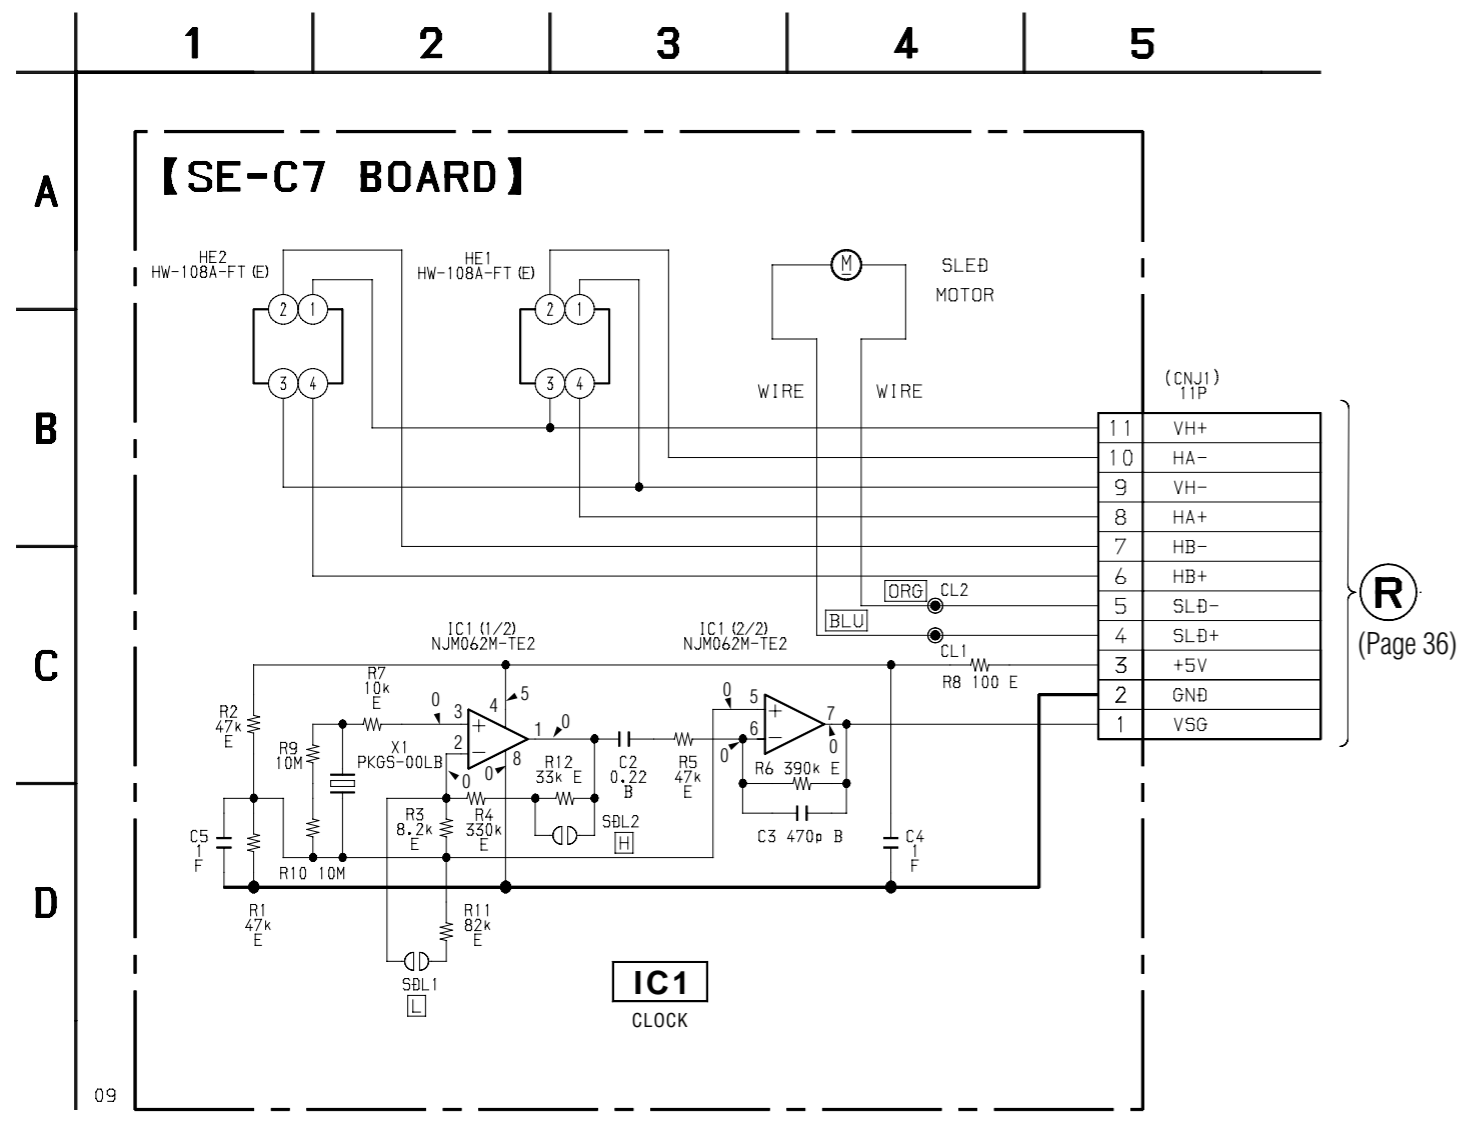 1 2 3 4 5
A
B
C
D
【SE-C7 BOARD】
HE2
HW-108A-FT(E)
2 1
3 4
HE1
HW-108A-FT(E)
2 1
3 4
M
SLED
MOTOR
WIRE
WIRE
(CNJ1)
11P
11 VH+
10 HA-
9 VH-
8 HA+
7 HB-
6 HB+
5 SLD-
4 SLD+
3 +5V
2 GND
1 VSG
R
(Page 36)
ORG
CL2
BLU
CL1
R8 100 E
IC1(1/2)
NJM062M-TE2
IC1(2/2)
NJM062M-TE2
R7
10k
E
R2
47k
E
R9
10M
X1
PKGS-00LB
0
3
+
2
-
4
5
1
0
8
0
0
R12
33k E
C2
0.22
B
R5
47k
E
0
5
+
6
-
0
7
0
R6 390k E
C3 470p B
C5
1
F
R3
8.2k
E
R4
330k
E
SDL2
H
C4
1
F
R10 10M
R1
47k
E
R11
82k
E
SDL1
L
IC1
CLOCK
09